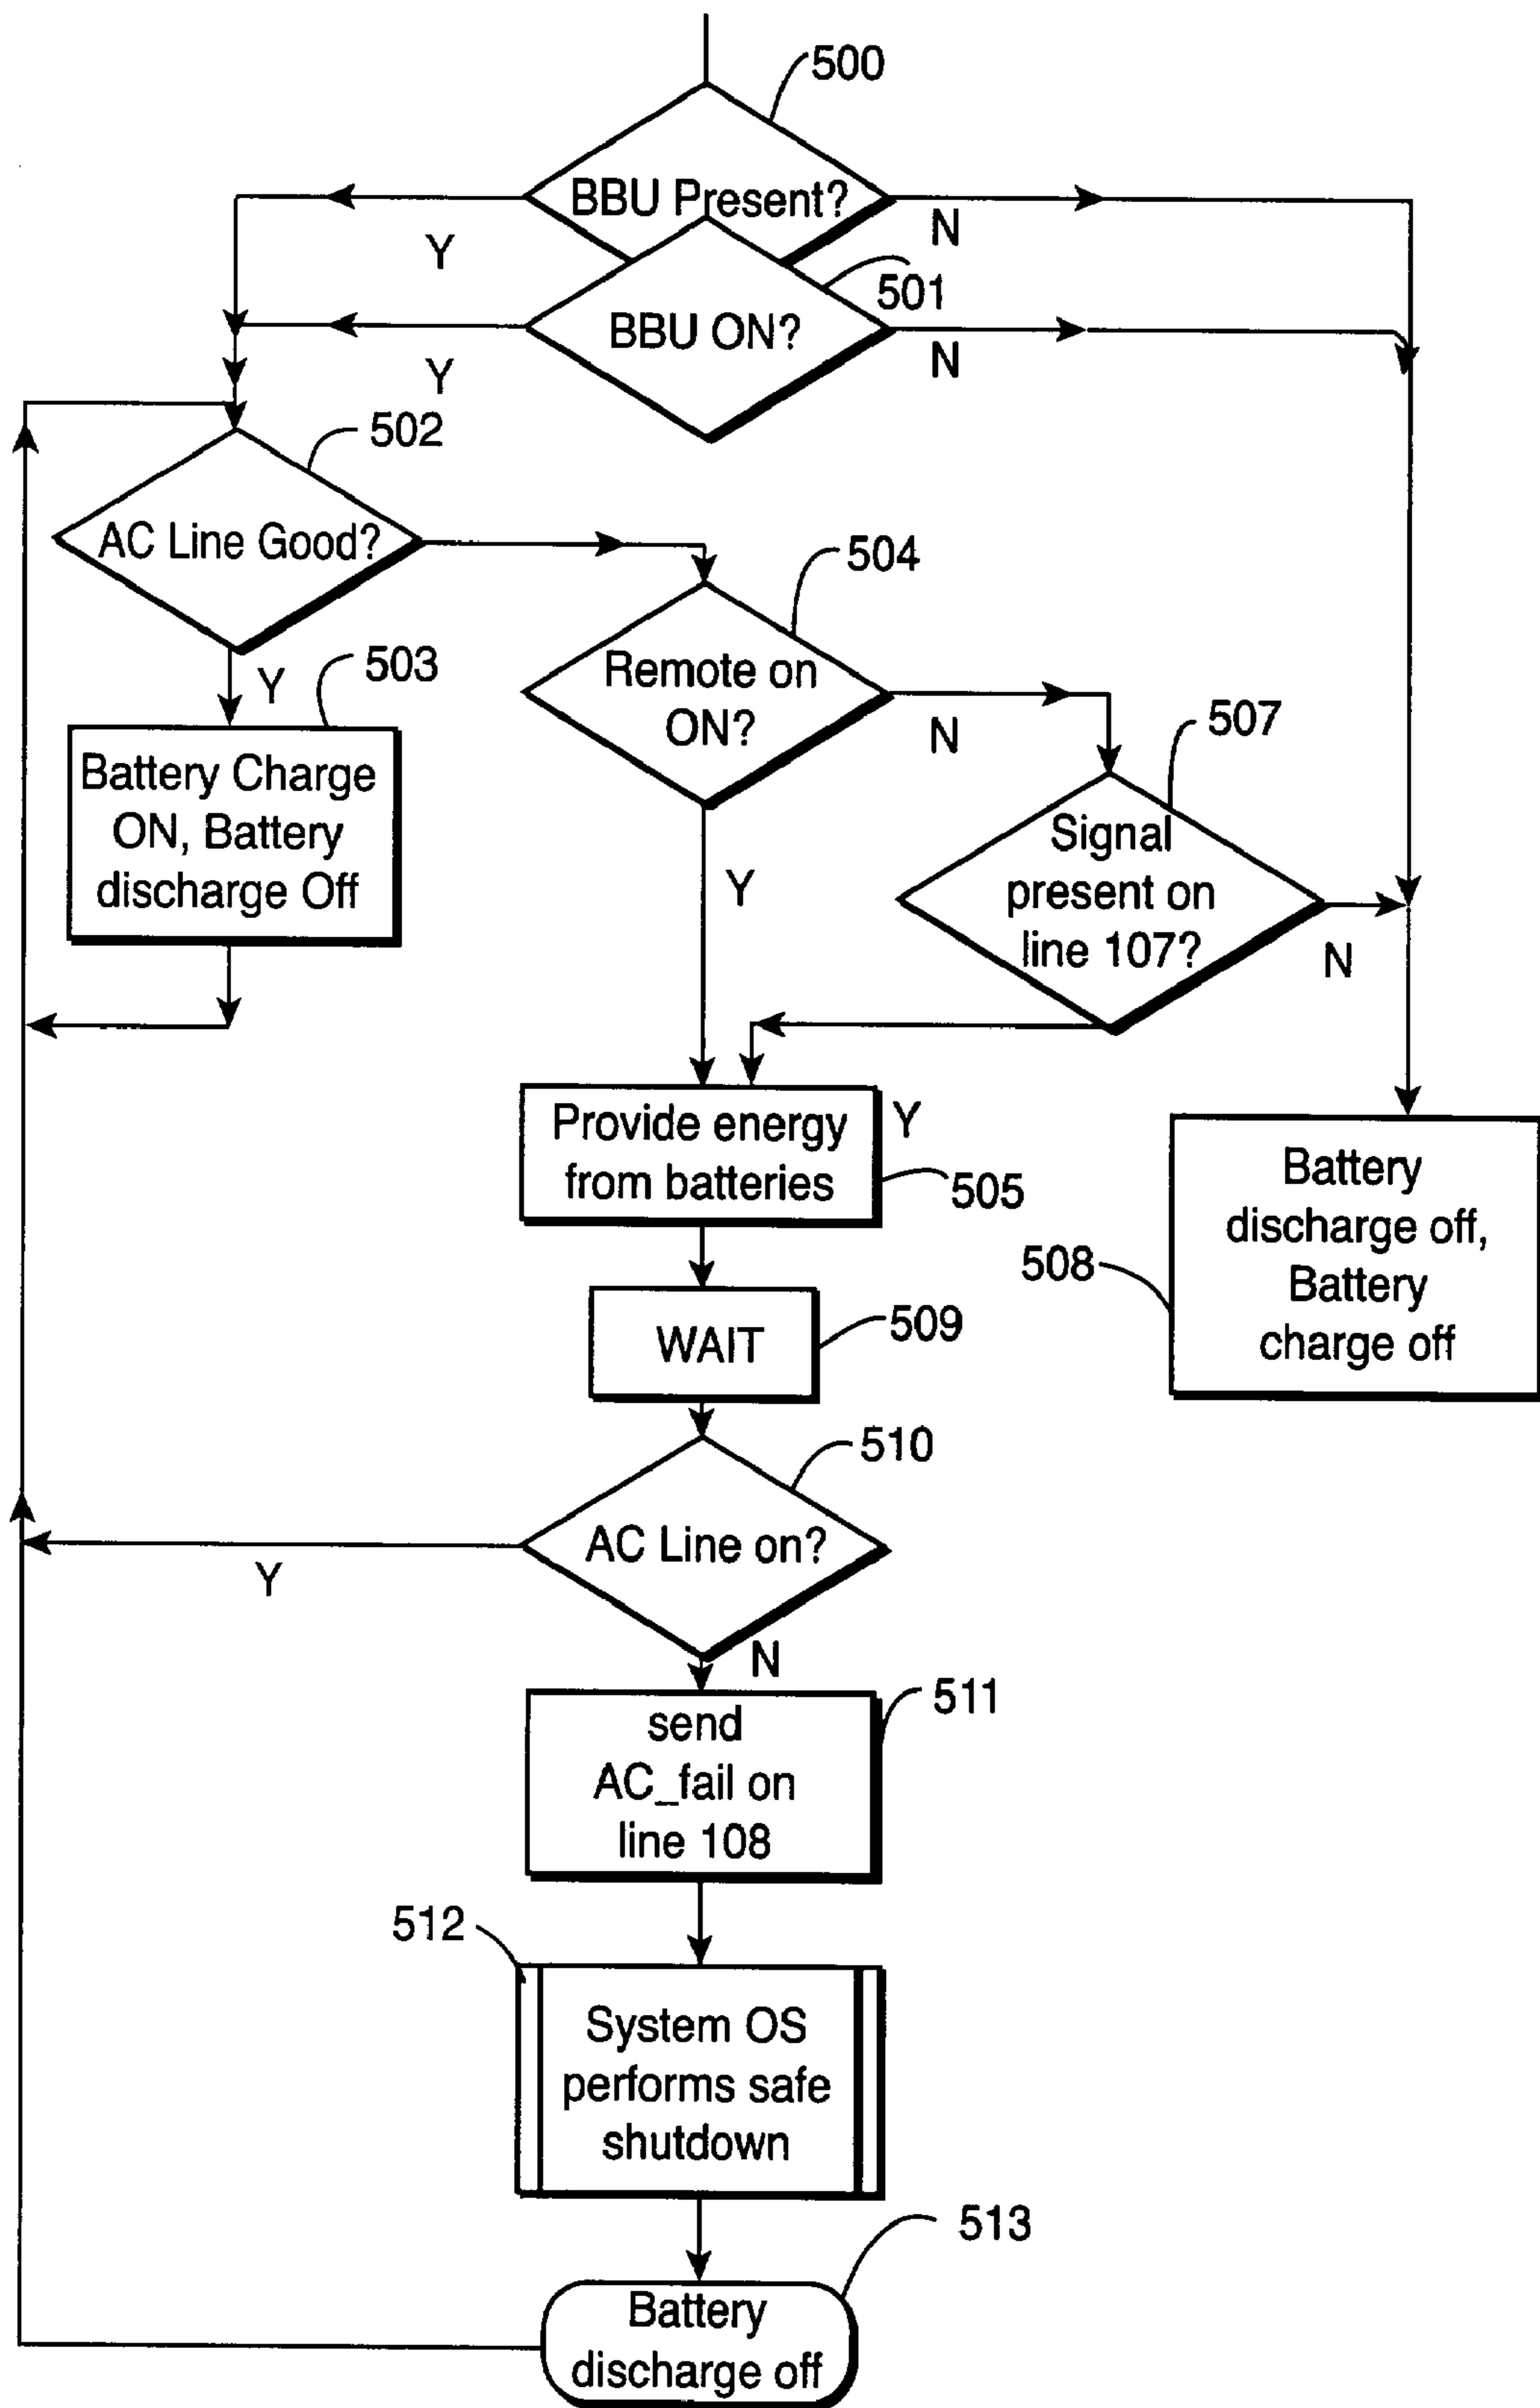 500
BBU Present?
Y
N
501
BBU ON?
Y
N
502
AC Line Good?
504
Remote on
ON?
Y
503
N
507
Battery Charge
ON, Battery
discharge Off
Signal
present on
line 107?
Y
N
Provide energy
from batteries
Y
505
Battery
discharge off,
Battery
charge off
508
WAIT
509
510
AC Line on?
Y
N
511
send
AC_fail on
line 108
512
System OS
performs safe
shutdown
513
Battery
discharge off